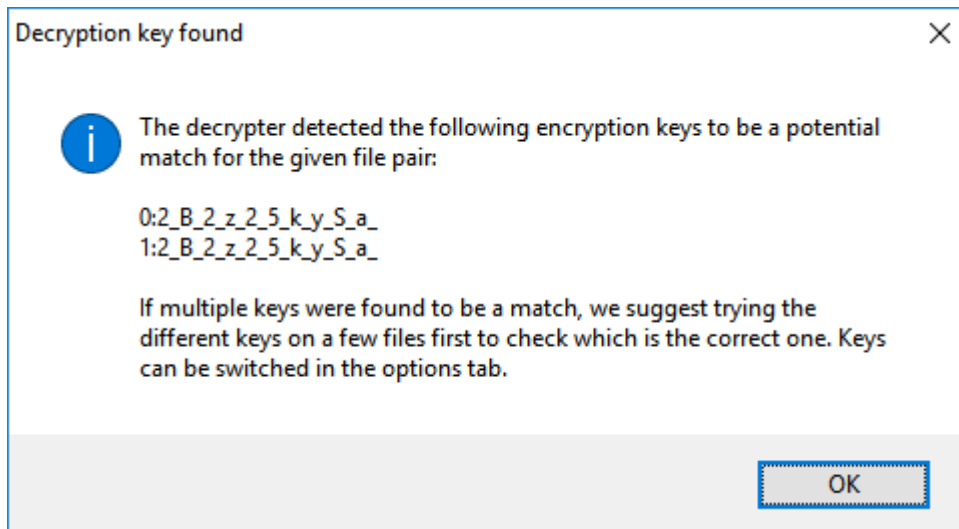 Decryption key found
The decrypter detected the following encryption keys to be a potential
match for the given file pair:
0:2_B_2_z_2_5_k_y_S_a_
1:2_B_2_z_2_5_k_y_S_a_
If multiple keys were found to be a match, we suggest trying the
different keys on a few files first to check which is the correct one. Keys
can be switched in the options tab.
OK